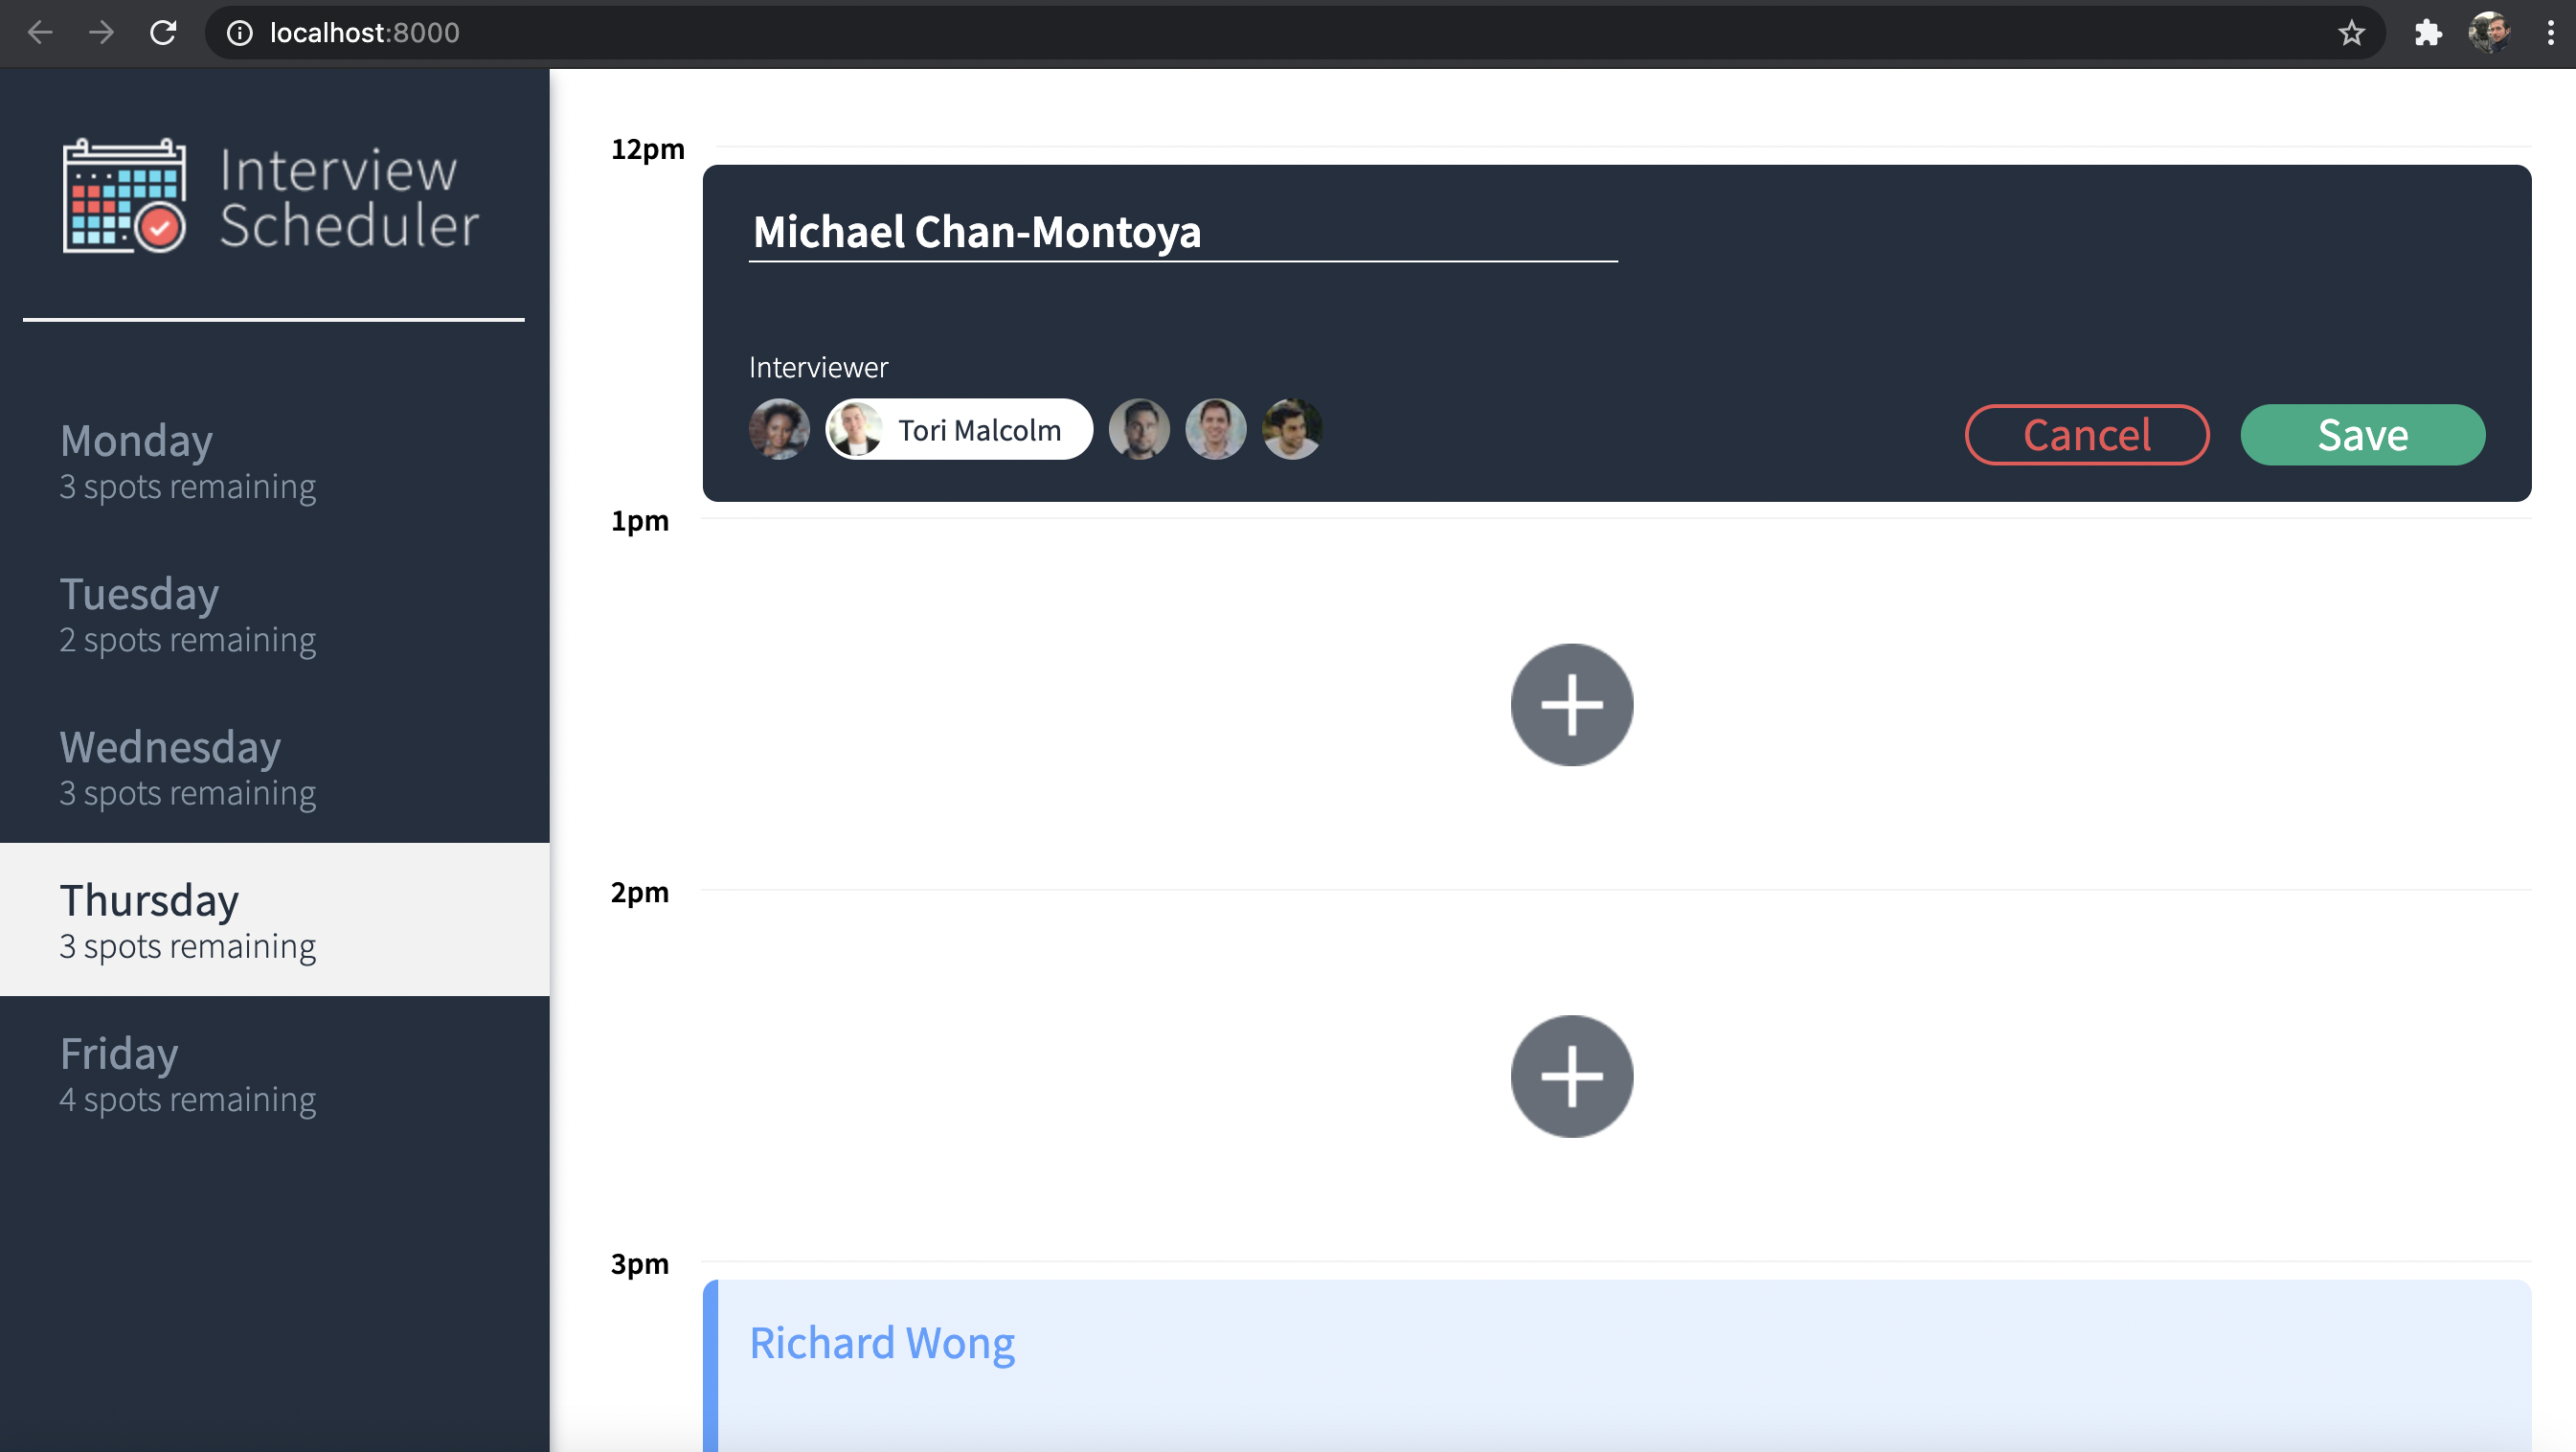 localhost:8000
Interview
Scheduler
Monday
3 spots remaining
Tuesday
2 spots remaining
Wednesday
3 spots remaining
Thursday
3 spots remaining
Friday
4 spots remaining
12pm
Michael Chan-Montoya
Interviewer
Tori Malcolm
Cancel
Save
1pm
2pm
3pm
Richard Wong